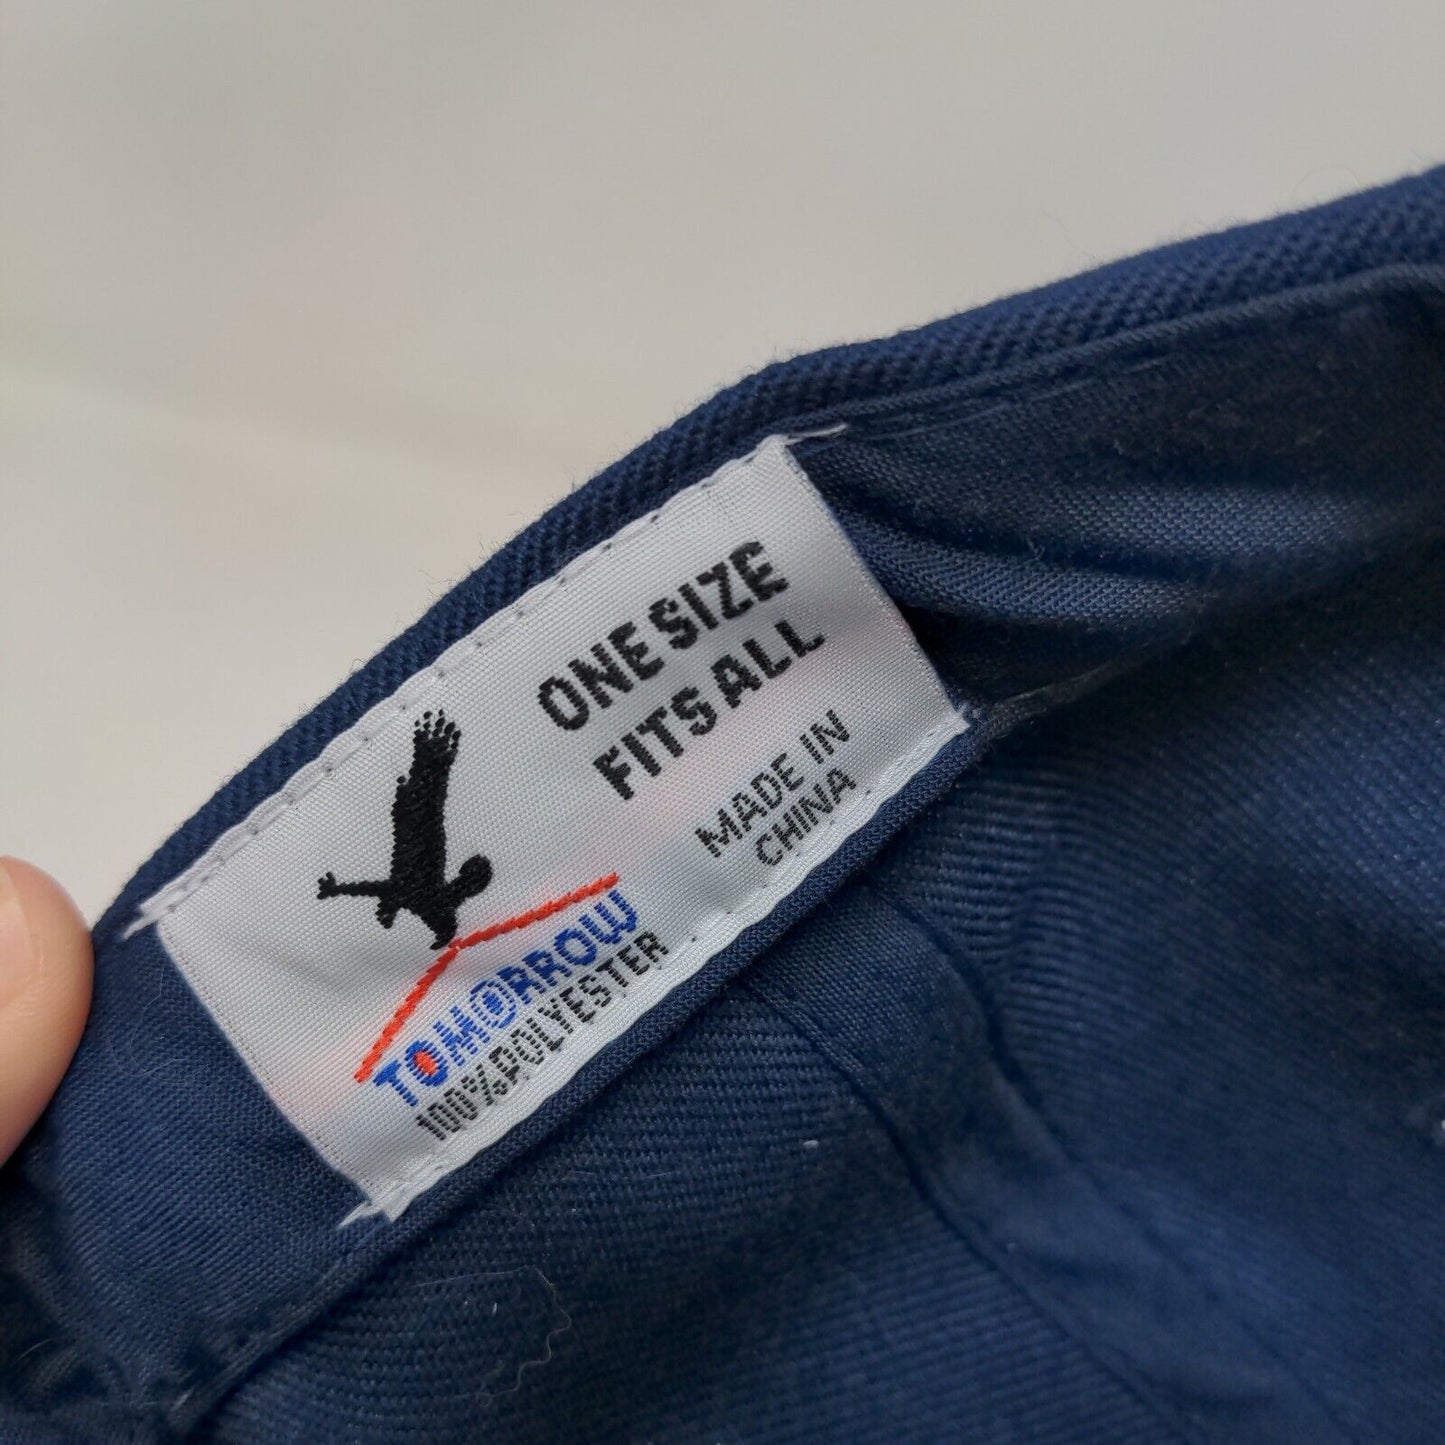 ONE SIZE
FITS ALL
MADE IN
CHINA
TOMORROW
100%POLYESTER